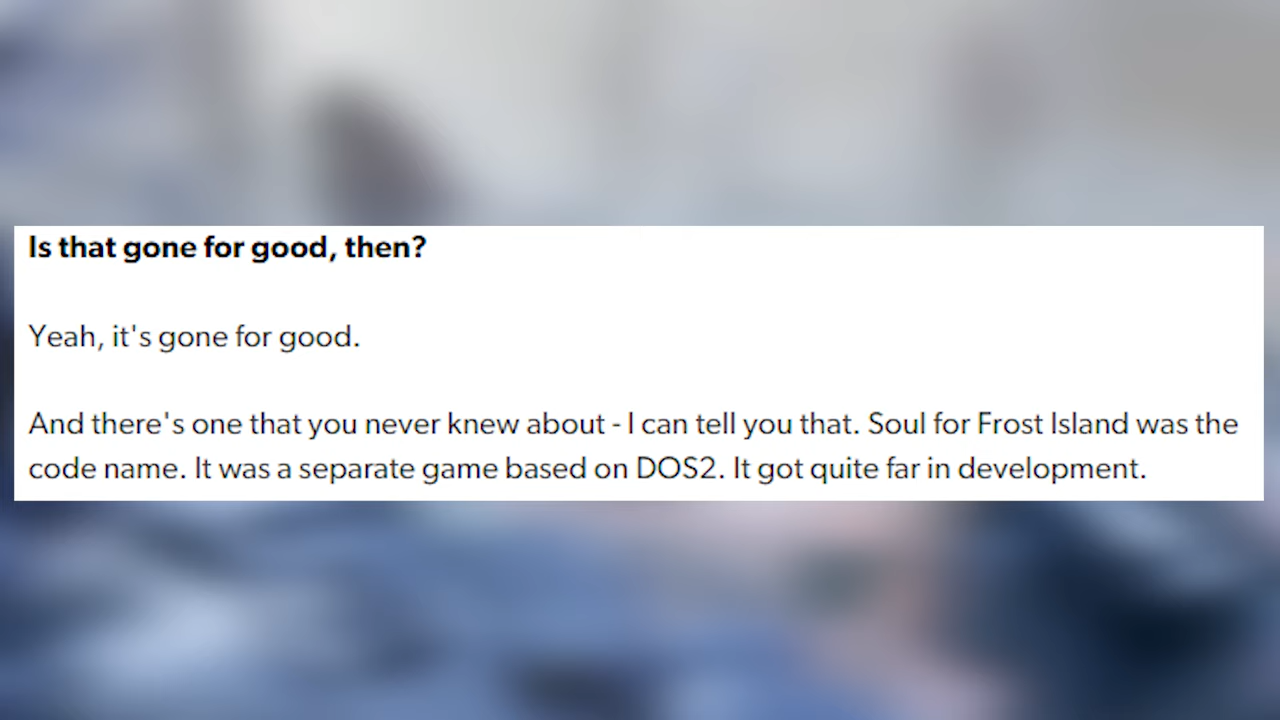 Is that gone for good, then?
Yeah, it's gone for good.
And there's one that you never knew about - I can tell you that. Soul for Frost Island was the
code name. It was a separate game based on DOS2. It got quite far in development.